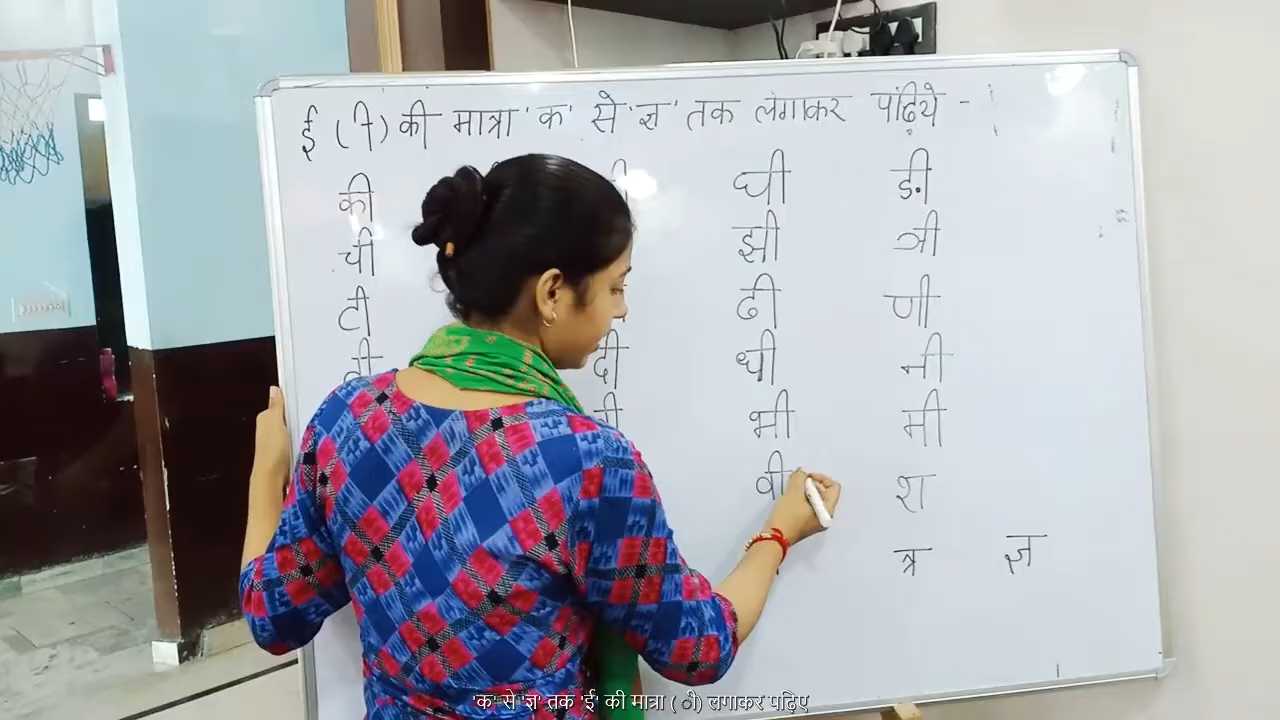 ई (ी) की मात्रा 'क' से 'ज्ञ' तक लगाकर पढ़िये -
की घी ङी
ची झी ञी
टी ढी णी
दी धी नी
भी मी
वी श
त्र ज्ञ
'क' से 'ज्ञ' तक 'ई' की मात्रा ( ी) लगाकर पढ़िए